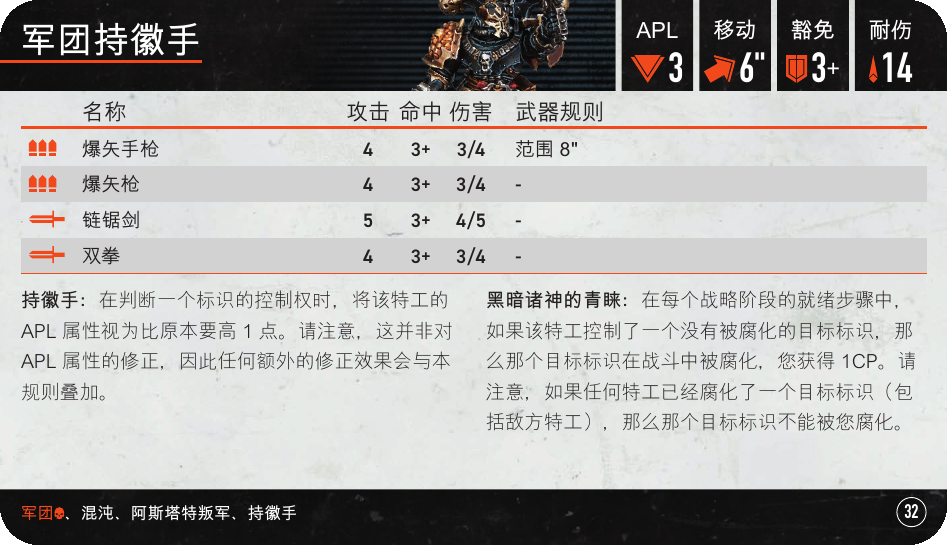 军团持徽手
APL 移动 豁免 耐伤
3 6" 3+ 14
名称 攻击 命中 伤害 武器规则
爆矢手枪 4 3+ 3/4 范围 8"
爆矢枪 4 3+ 3/4 -
链锯剑 5 3+ 4/5 -
双拳 4 3+ 3/4 -
持徽手：在判断一个标识的控制权时，将该特工的
APL 属性视为比原本要高 1 点。请注意，这并非对
APL 属性的修正，因此任何额外的修正效果会与本
规则叠加。
黑暗诸神的青睐：在每个战略阶段的就绪步骤中，
如果该特工控制了一个没有被腐化的目标标识，那
么那个目标标识在战斗中被腐化，您获得 1CP。请
注意，如果任何特工已经腐化了一个目标标识（包
括敌方特工），那么那个目标标识不能被您腐化。
军团、混沌、阿斯塔特叛军、持徽手
32